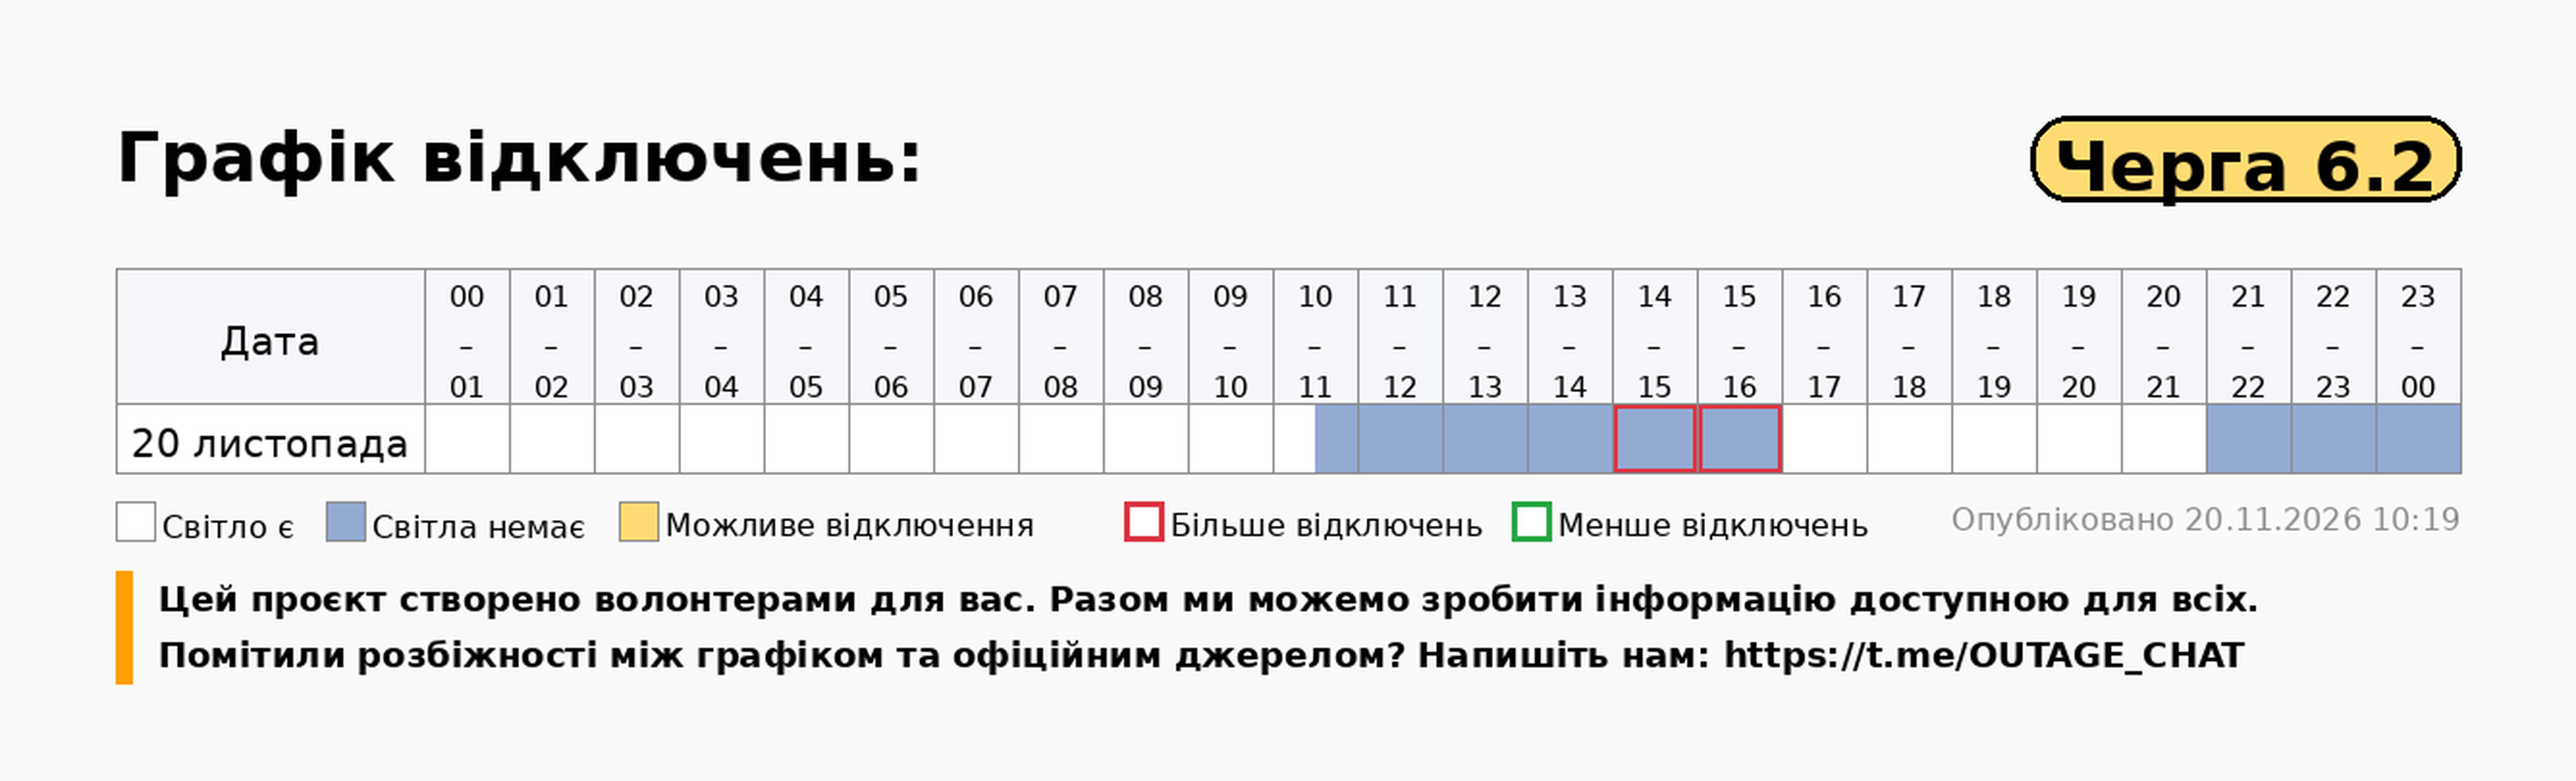 Графік відключень:
Черга 6.2
Дата
00 – 01
01 – 02
02 – 03
03 – 04
04 – 05
05 – 06
06 – 07
07 – 08
08 – 09
09 – 10
10 – 11
11 – 12
12 – 13
13 – 14
14 – 15
15 – 16
16 – 17
17 – 18
18 – 19
19 – 20
20 – 21
21 – 22
22 – 23
23 – 00
20 листопада
Світло є
Світла немає
Можливе відключення
Більше відключень
Менше відключень
Опубліковано 20.11.2026 10:19
Цей проєкт створено волонтерами для вас. Разом ми можемо зробити інформацію доступною для всіх.
Помітили розбіжності між графіком та офіційним джерелом? Напишіть нам: https://t.me/OUTAGE_CHAT